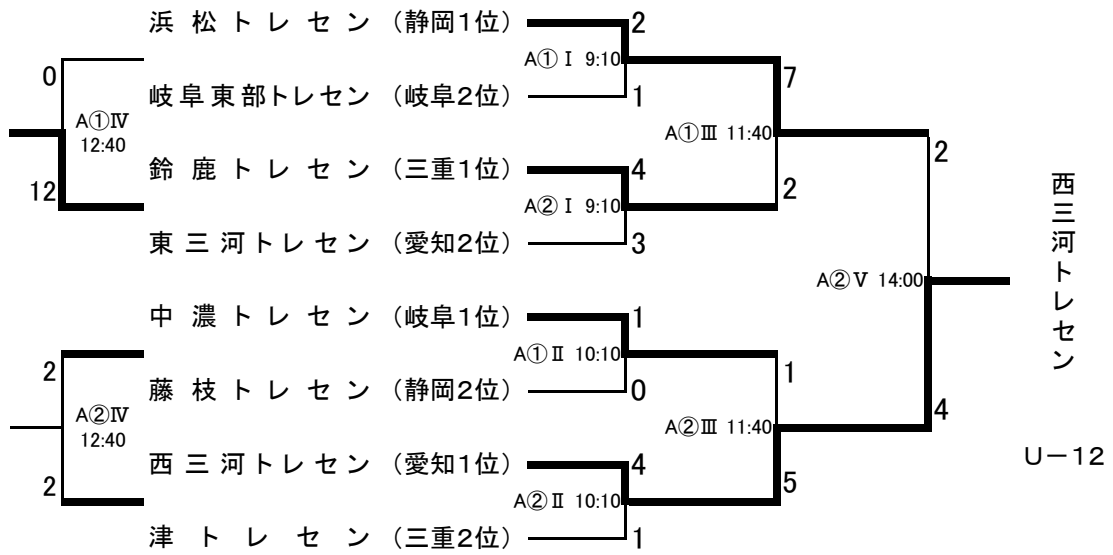 浜松トレセン (静岡1位) 2
A①Ⅰ 9:10
0 7
岐阜東部トレセン (岐阜2位) 1
A①Ⅳ
12:40
A①Ⅲ 11:40
2
鈴鹿トレセン (三重1位) 4
12 2
A②Ⅰ 9:10
東三河トレセン (愛知2位) 3
西三河トレセン
A②Ⅴ 14:00
中濃トレセン (岐阜1位) 1
A①Ⅱ 10:10
2 1
藤枝トレセン (静岡2位) 0
A②Ⅳ
12:40
A②Ⅲ 11:40
4
西三河トレセン (愛知1位) 4
U-12
2 5
A②Ⅱ 10:10
津トレセン (三重2位) 1